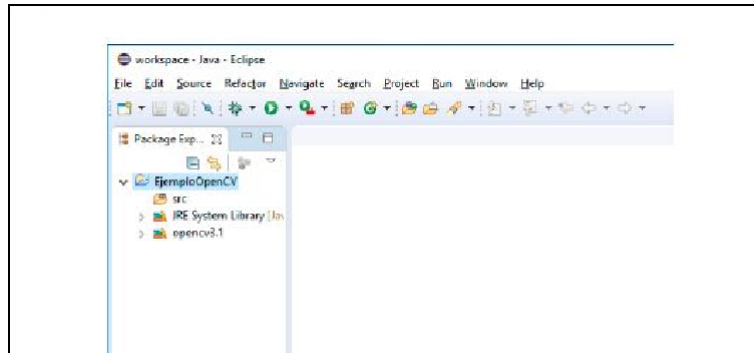 workspace - Java - Eclipse
File Edit Source Refactor Navigate Search Project Run Window Help
Package Exp...
EjemploOpenCV
src
JRE System Library [Jav
opencv3.1